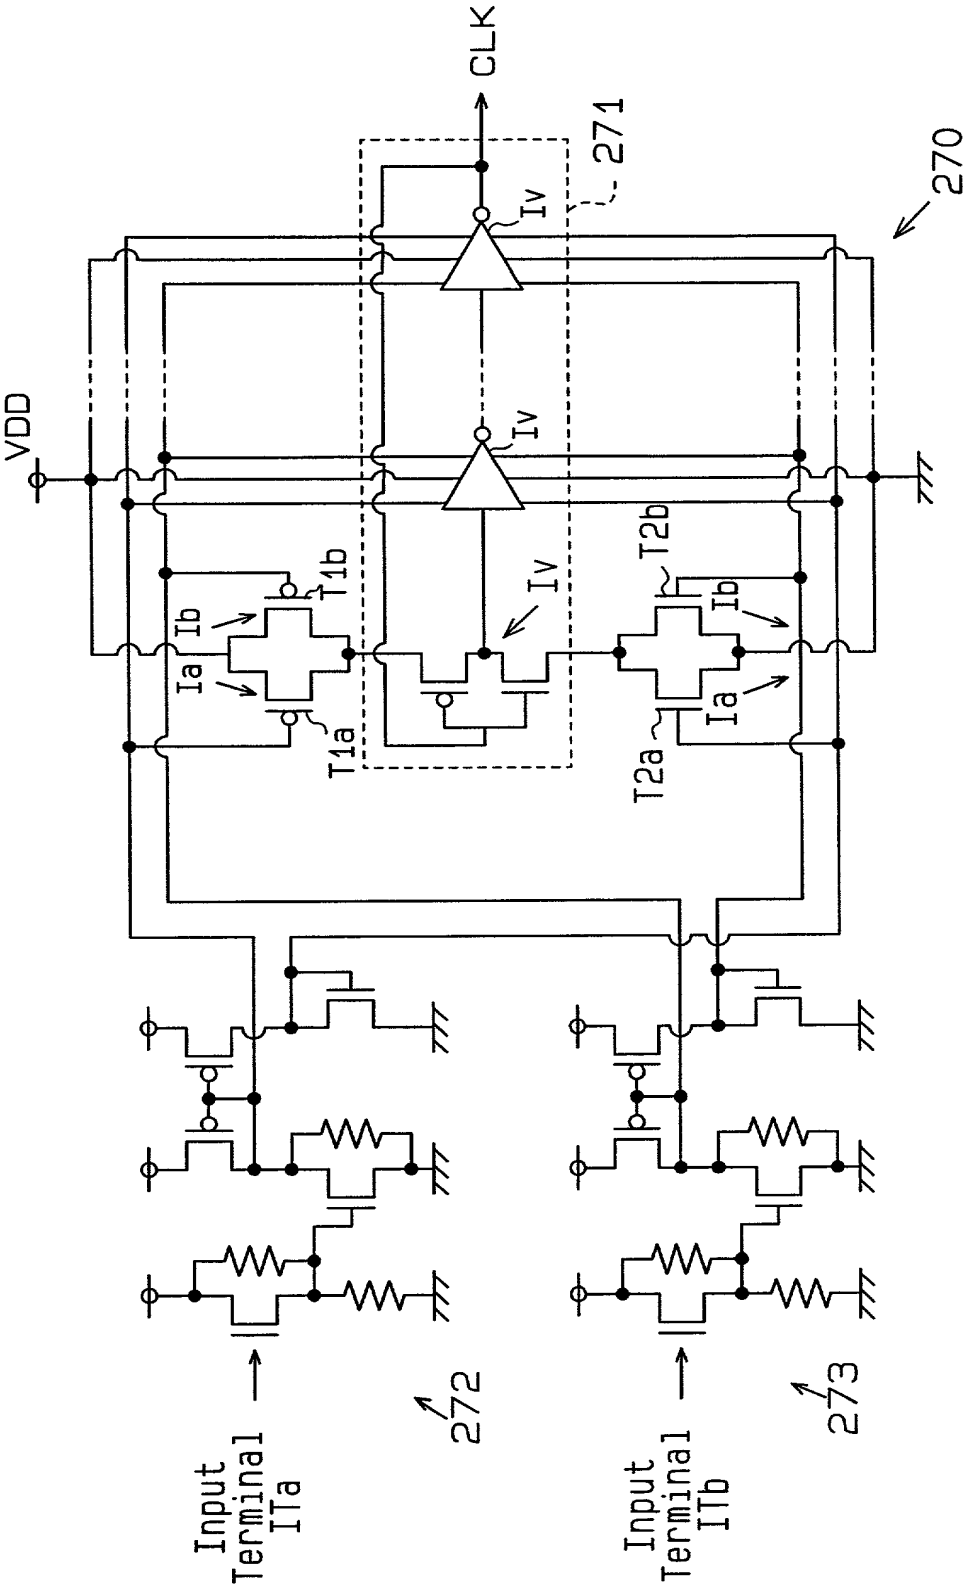 VDD
CLK
271
270
Iv
Iv
Iv
T1b
Ib
Ia
T1a
T2b
Ib
Ia
T2a
Input
Terminal
ITa
272
Input
Terminal
ITb
273